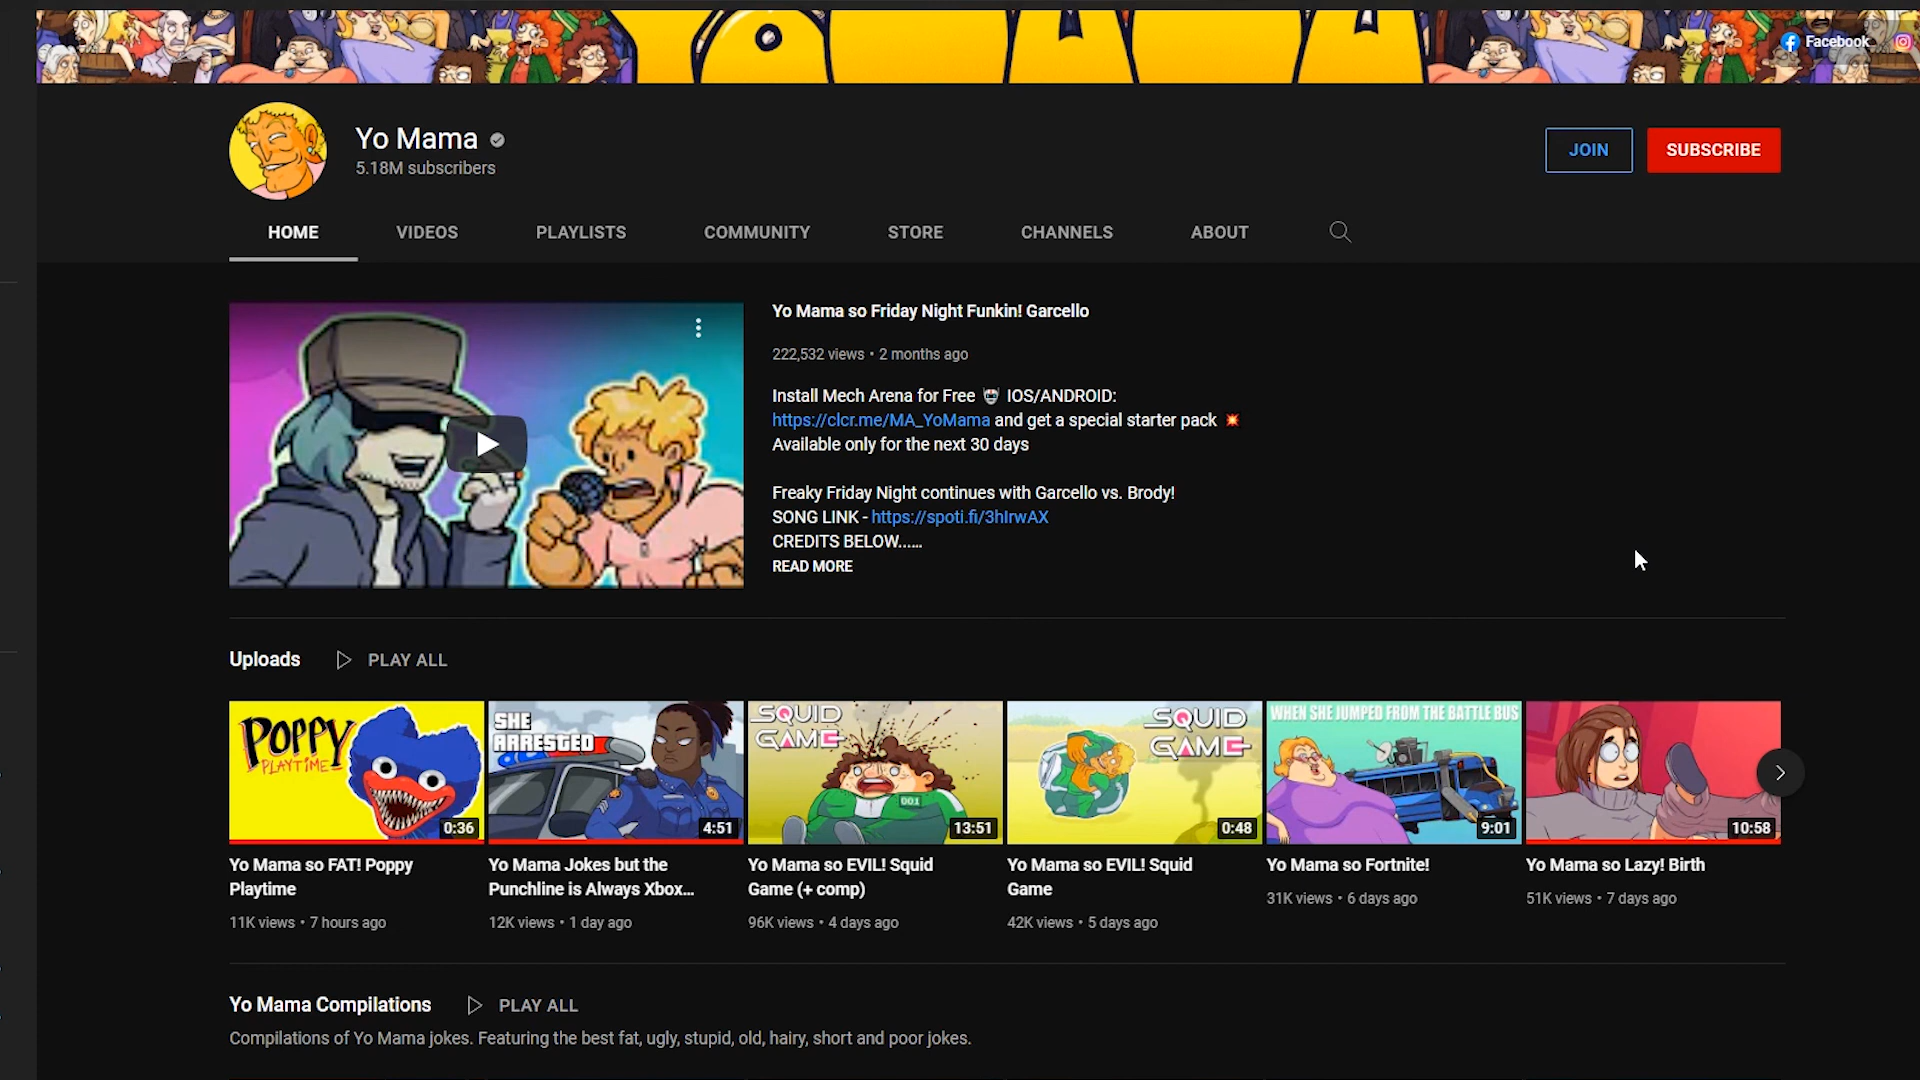 YO MAMA
Facebook
Yo Mama
5.18M subscribers
JOIN
SUBSCRIBE
HOME
VIDEOS
PLAYLISTS
COMMUNITY
STORE
CHANNELS
ABOUT
Yo Mama so Friday Night Funkin! Garcello
222,532 views • 2 months ago
Install Mech Arena for Free 🤖 IOS/ANDROID:
https://clcr.me/MA_YoMama and get a special starter pack 💥
Available only for the next 30 days
Freaky Friday Night continues with Garcello vs. Brody!
SONG LINK - https://spoti.fi/3hIrwAX
CREDITS BELOW......
READ MORE
Uploads
PLAY ALL
POPPY
PLAYTIME
0:36
Yo Mama so FAT! Poppy
Playtime
11K views • 7 hours ago
SHE
ARRESTED
4:51
Yo Mama Jokes but the
Punchline is Always Xbox...
12K views • 1 day ago
SQUID
GAME
001
13:51
Yo Mama so EVIL! Squid
Game (+ comp)
96K views • 4 days ago
SQUID
GAME
0:48
Yo Mama so EVIL! Squid
Game
42K views • 5 days ago
WHEN SHE JUMPED FROM THE BATTLE BUS
9:01
Yo Mama so Fortnite!
31K views • 6 days ago
10:58
Yo Mama so Lazy! Birth
51K views • 7 days ago
Yo Mama Compilations
PLAY ALL
Compilations of Yo Mama jokes. Featuring the best fat, ugly, stupid, old, hairy, short and poor jokes.